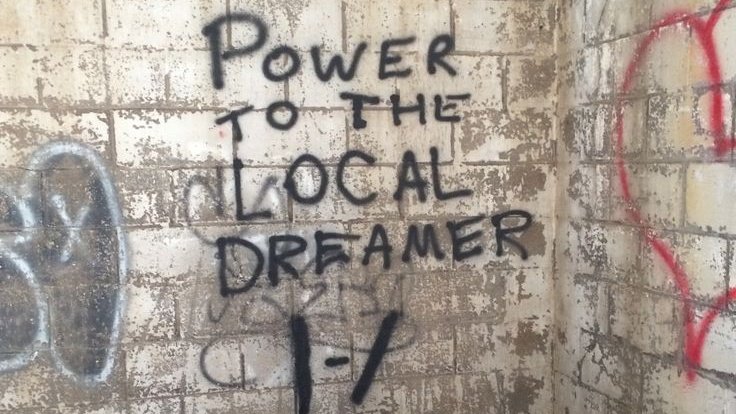 POWER
TO THE
LOCAL
DREAMER
|-/